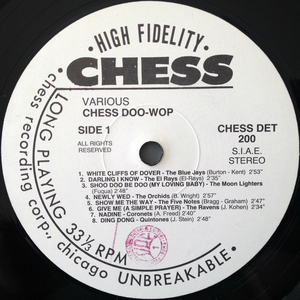 • HIGH FIDELITY •
CHESS
VARIOUS
CHESS DOO-WOP
SIDE 1
CHESS DET
200
ALL RIGHTS
RESERVED
S.I.A.E.
STEREO
1 WHITE CLIFFS OF DOVER - The Blue Jays (Burton - Kent) 2'53"
2 DARLING I KNOW - The El Rays (El-Rays) 2'35"
3 SHOO DOO BE DOO (MY LOVING BABY) - The Moon Lighters
(Fuqua) 2'48"
4 NEWLY WED - The Orchids (F. Wright) 2'57"
5 SHOW ME THE WAY - The Five Notes (Bragg - Graham) 2'47"
6 GIVE ME (A SIMPLE PRAYER) - The Ravens (J. Kohen) 2'34"
7 NADINE - Coronets (A. Freed) 2'40"
8 DING DONG - Quintones (J. Stain) 2'48"
• LONG PLAYING 33⅓ RPM
chess recording corp., chicago UNBREAKABLE •